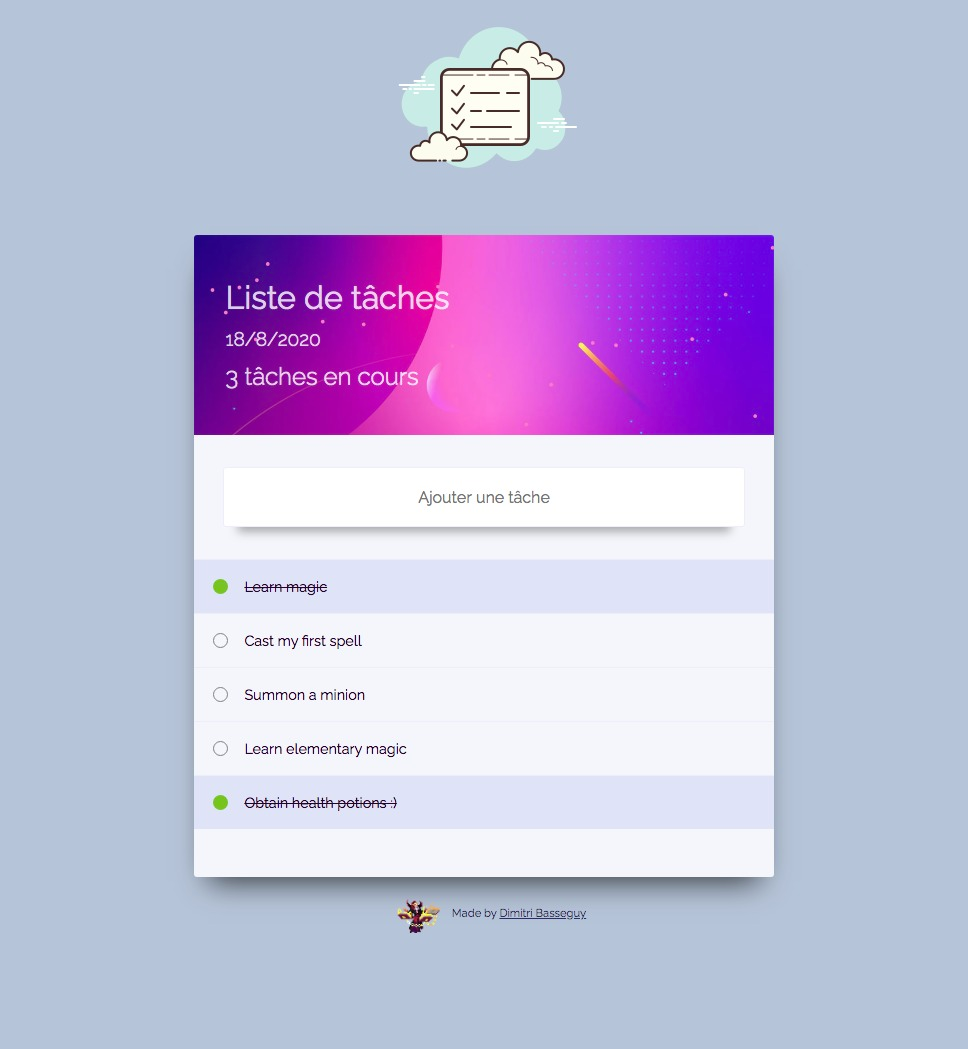 Liste de tâches
18/8/2020
3 tâches en cours
Ajouter une tâche
Learn magic
Cast my first spell
Summon a minion
Learn elementary magic
Obtain health potions :)
Made by Dimitri Basseguy